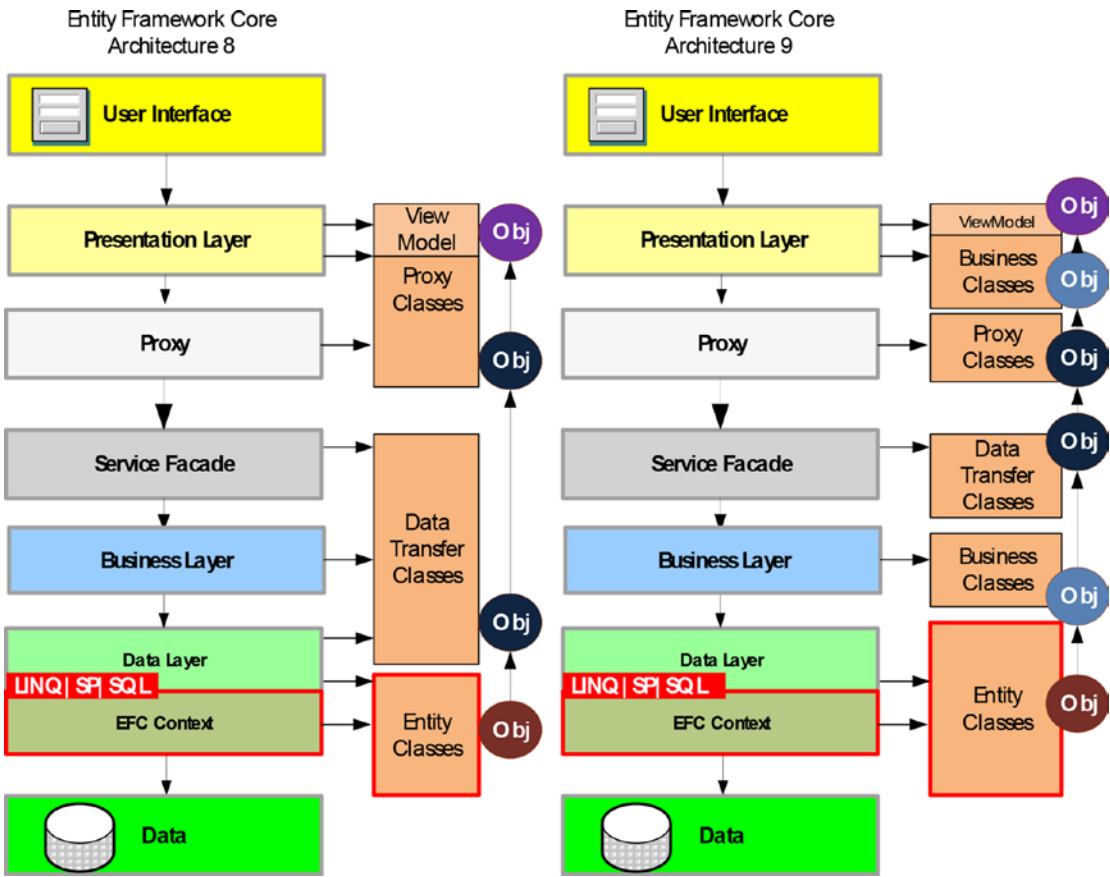 Entity Framework Core
Architecture 8
User Interface
Presentation Layer
View
Model
Obj
Proxy
Classes
Proxy
Obj
Service Facade
Data
Transfer
Classes
Business Layer
Obj
Data Layer
LINQ| SP| SQL
EFC Context
Entity
Classes
Obj
Data
Entity Framework Core
Architecture 9
User Interface
Presentation Layer
ViewModel
Obj
Business
Classes
Obj
Proxy
Proxy
Classes
Obj
Service Facade
Data
Transfer
Classes
Obj
Business Layer
Business
Classes
Obj
Data Layer
LINQ| SP| SQL
EFC Context
Entity
Classes
Obj
Data